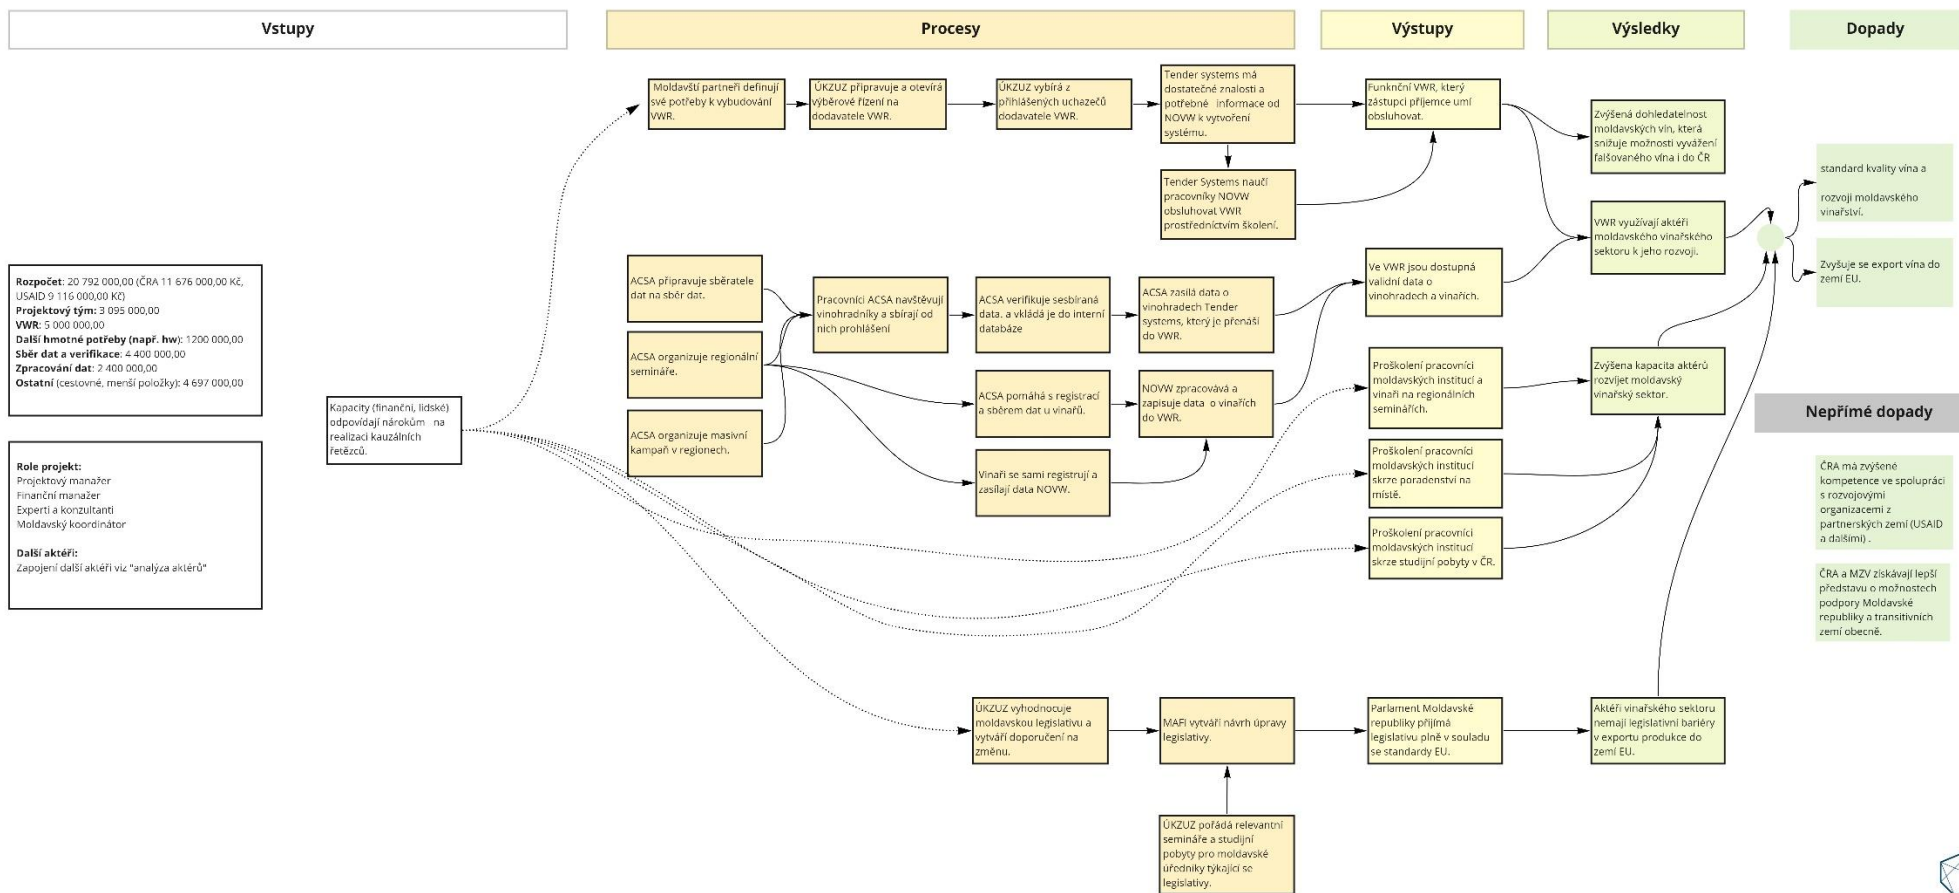 Vstupy
Procesy
Výstupy
Výsledky
Dopady
Rozpočet: 20 792 000,00 (ČRA 11 676 000,00 Kč,
USAID 9 116 000,00 Kč)
Projektový tým: 3 095 000,00
VWR: 5 000 000,00
Další hmotné potřeby (např. hw): 1200 000,00
Sběr dat a verifikace: 4 400 000,00
Zpracování dat: 2 400 000,00
Ostatní (cestovné, menší položky): 4 697 000,00
Role projekt:
Projektový manažer
Finanční manažer
Experti a konzultanti
Moldavský koordinátor
Další aktéři:
Zapojení další aktéři viz "analýza aktérů"
Kapacity (finanční, lidské)
odpovídají nárokům na
realizaci kauzálních
řetězců.
Moldavští partneři definují
své potřeby k vybudování
VWR.
ÚKZUZ připravuje a otevírá
výběrové řízení na
dodavatele VWR.
ÚKZUZ vybírá z
přihlášených uchazečů
dodavatele VWR.
Tender systems má
dostatečné znalosti a
potřebné informace od
NOVW k vytvoření
systému.
Tender Systems naučí
pracovníky NOVW
obsluhovat VWR
prostřednictvím školení.
ACSA připravuje sběratele
dat na sběr dat.
ACSA organizuje regionální
semináře.
ACSA organizuje masivní
kampaň v regionech.
Pracovníci ACSA navštěvují
vinohradníky a sbírají od
nich prohlášení
ACSA verifikuje sesbíraná
data. a vkládá je do interní
databáze
ACSA zasílá data o
vinohradech Tender
systems, který je přenáší
do VWR.
ACSA pomáhá s registrací
a sběrem dat u vinařů.
NOVW zpracovává a
zapisuje data o vinařích
do VWR.
Vinaři se sami registrují a
zasílají data NOVW.
ÚKZUZ vyhodnocuje
moldavskou legislativu a
vytváří doporučení na
změnu.
MAFI vytváří návrh úpravy
legislativy.
ÚKZUZ pořádá relevantní
semináře a studijní
pobyty pro moldavské
úředníky týkající se
legislativy.
Funknční VWR, který
zástupci příjemce umí
obsluhovat.
Ve VWR jsou dostupná
validní data o
vinohradech a vinařích.
Proškolení pracovníci
moldavských institucí a
vinaři na regionálních
seminářích.
Proškolení pracovníci
moldavských institucí
skrze poradenství na
místě.
Proškolení pracovníci
moldavských institucí
skrze studijní pobyty v ČR.
Parlament Moldavské
republiky přijímá
legislativu plně v souladu
se standardy EU.
Zvýšená dohledatelnost
moldavských vín, která
snižuje možnosti vyvážení
falšovaného vína i do ČR
VWR využívají aktéři
moldavského vinařského
sektoru k jeho rozvoji.
Zvýšena kapacita aktérů
rozvíjet moldavský
vinařský sektor.
Aktéři vinařského sektoru
nemají legislativní bariéry
v exportu produkce do
zemí EU.
standard kvality vína a
rozvoji moldavského
vinařství.
Zvyšuje se export vína do
zemí EU.
Nepřímé dopady
ČRA má zvýšené
kompetence ve spolupráci
s rozvojovými
organizacemi z
partnerských zemí (USAID
a dalšími) .
ČRA a MZV získávají lepší
představu o možnostech
podpory Moldavské
republiky a transitivních
zemí obecně.